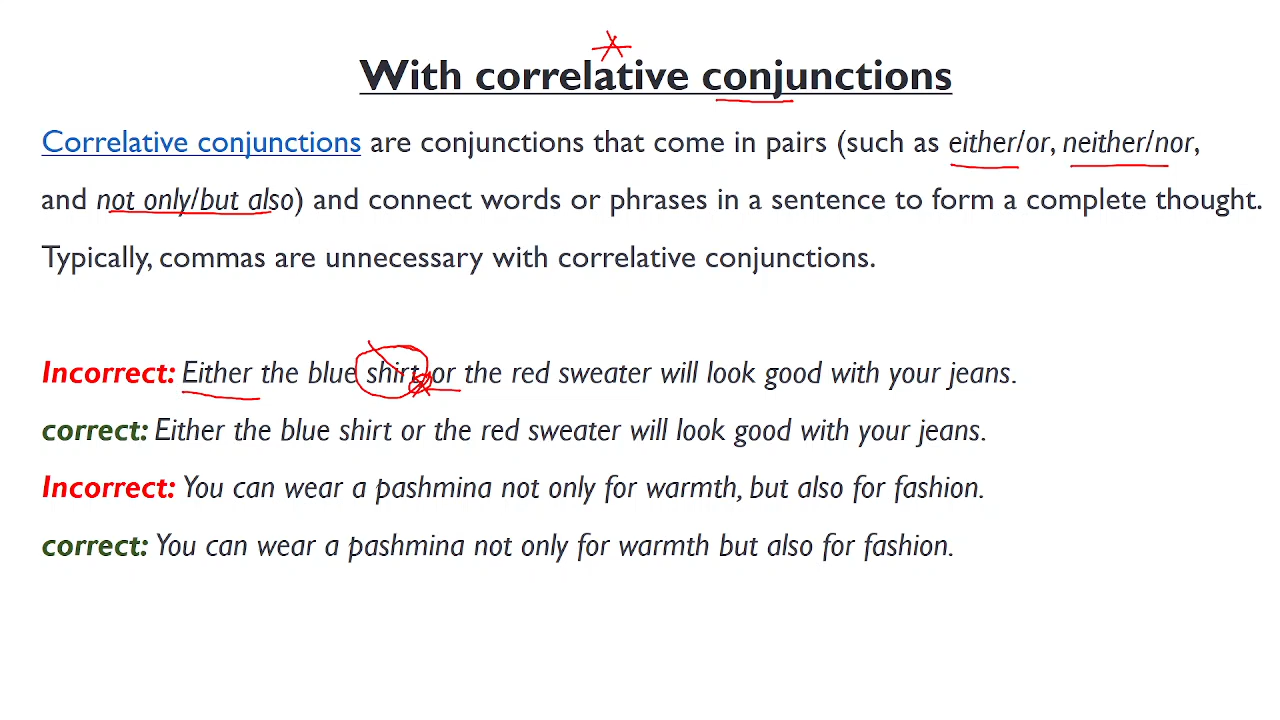 With correlative conjunctions
Correlative conjunctions are conjunctions that come in pairs (such as either/or, neither/nor,
and not only/but also) and connect words or phrases in a sentence to form a complete thought.
Typically, commas are unnecessary with correlative conjunctions.
Incorrect: Either the blue shirt or the red sweater will look good with your jeans.
correct: Either the blue shirt or the red sweater will look good with your jeans.
Incorrect: You can wear a pashmina not only for warmth, but also for fashion.
correct: You can wear a pashmina not only for warmth but also for fashion.